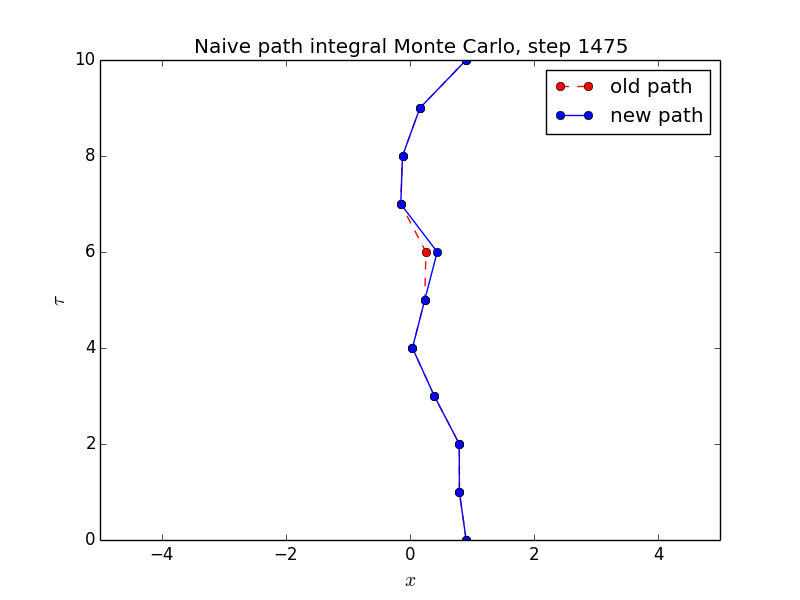 Naive path integral Monte Carlo, step 1475
old path
new path
10
8
6
4
2
0
τ
−4 −2 0 2 4
x